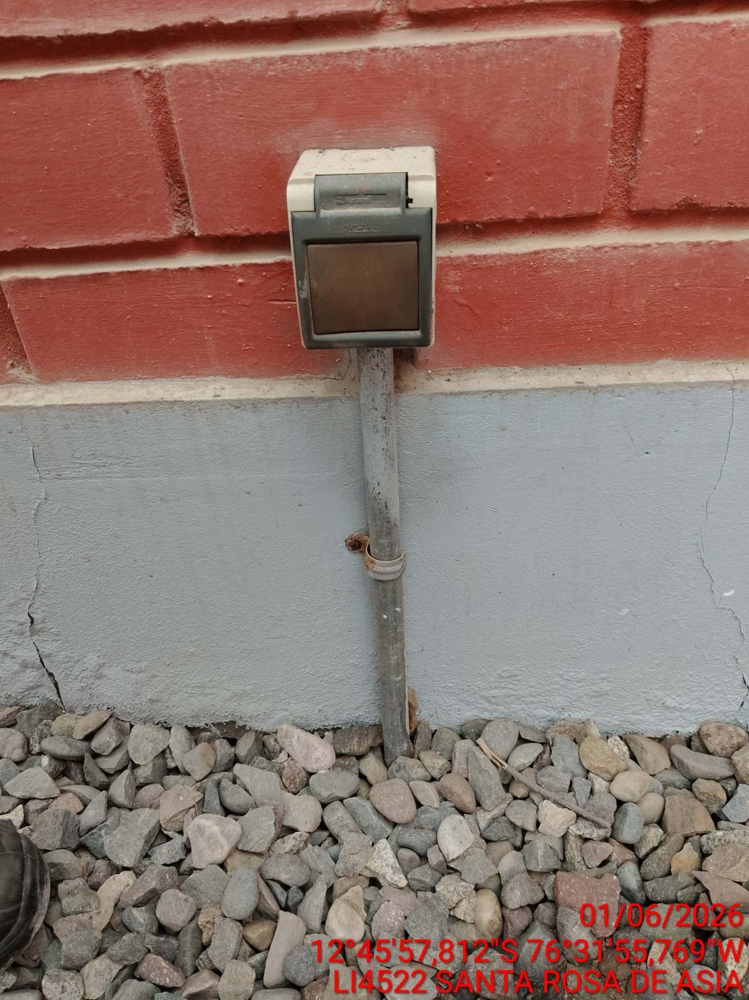 01/06/2026
12°45'57,812"S 76°31'55,769"W
LI4522 SANTA ROSA DE ASIA